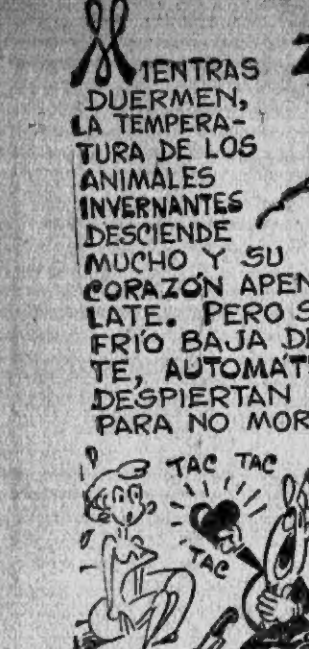 MIENTRAS
DUERMEN,
LA TEMPERA-
TURA DE LOS
ANIMALES
INVERNANTES
DESCIENDE
MUCHO Y SU
CORAZÓN APEN
LATE. PERO S
FRÍO BAJA DE
TE, AUTOMÁT
DESPIERTAN
PARA NO MOR
TAC TAC
TAC